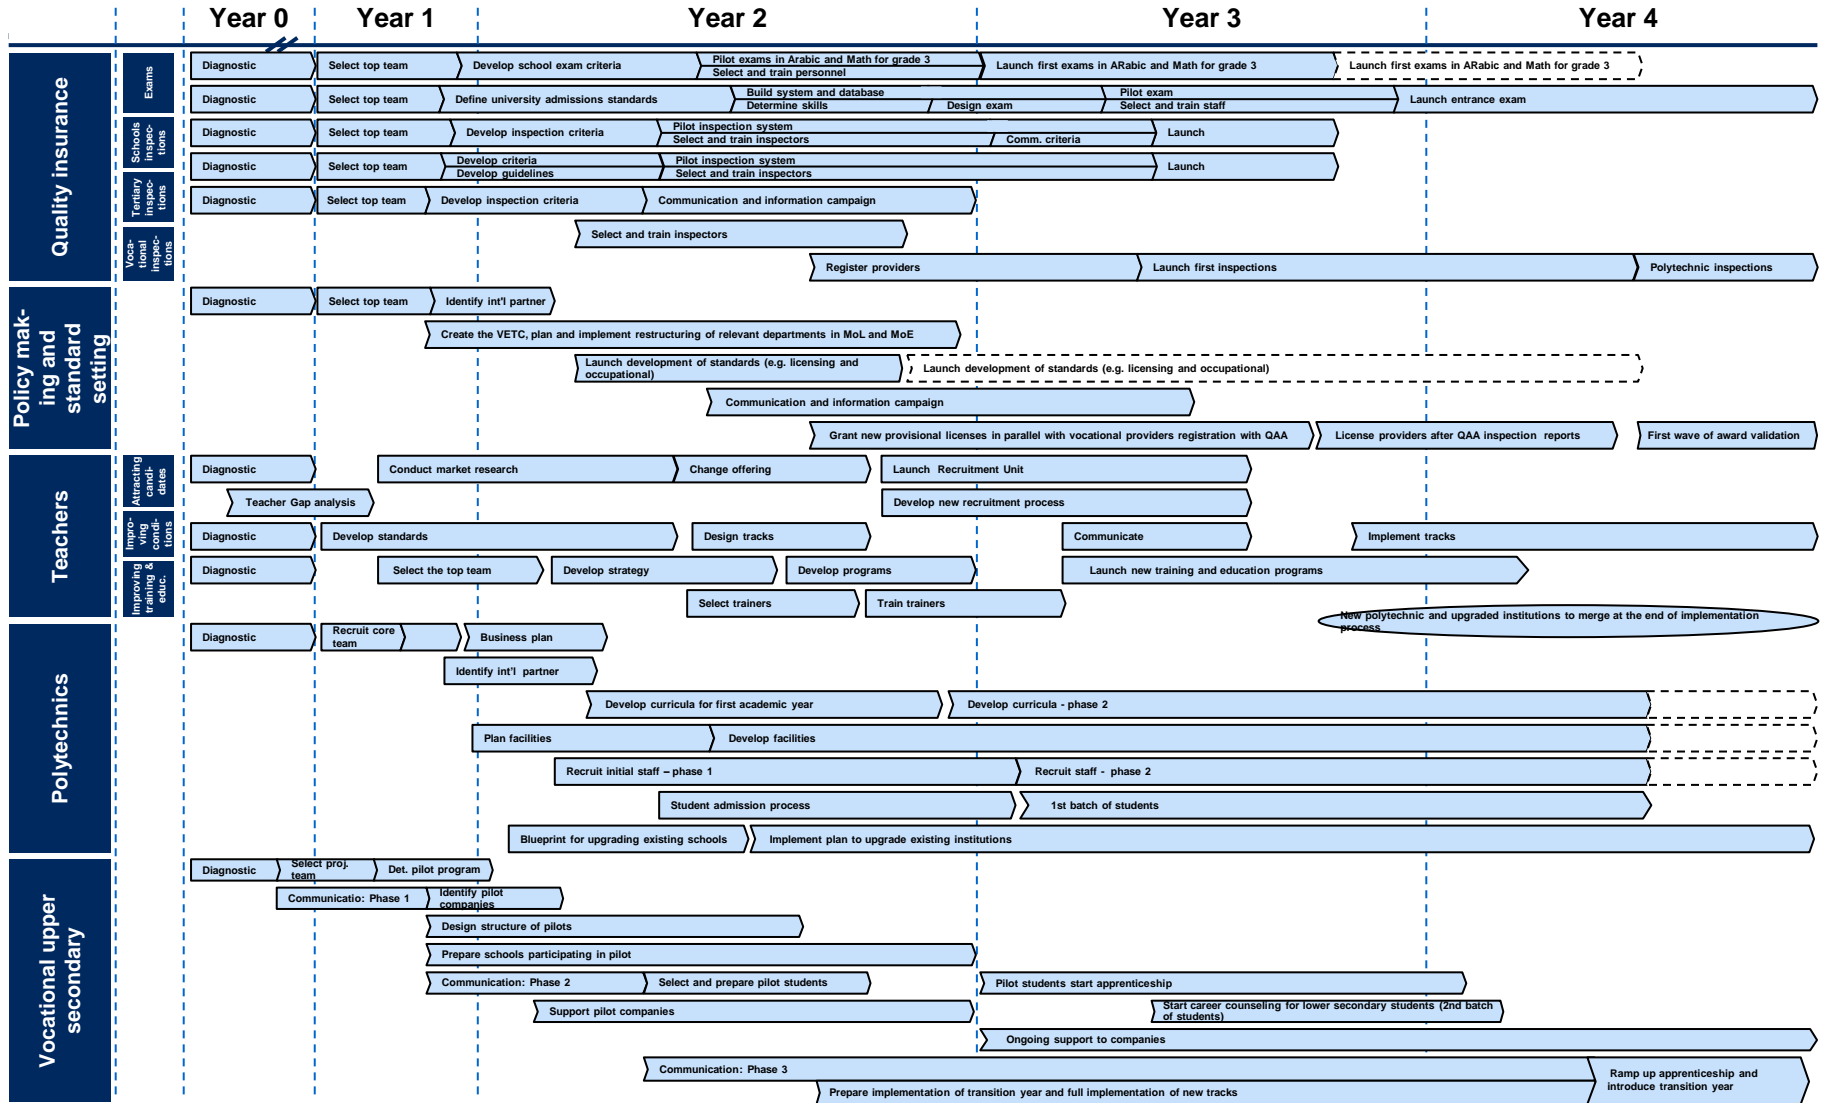 Year 0
Year 1
Year 2
Year 3
Year 4
Quality insurance
Exams
Diagnostic
Select top team
Develop school exam criteria
Pilot exams in Arabic and Math for grade 3
Select and train personnel
Launch first exams in ARabic and Math for grade 3
Launch first exams in ARabic and Math for grade 3
Diagnostic
Select top team
Define university admissions standards
Build system and database
Determine skills
Design exam
Pilot exam
Select and train staff
Launch entrance exam
Schools
inspec-
tions
Diagnostic
Select top team
Develop inspection criteria
Pilot inspection system
Select and train inspectors
Comm. criteria
Launch
Diagnostic
Select top team
Develop criteria
Develop guidelines
Pilot inspection system
Select and train inspectors
Launch
Tertiary
inspec-
tions
Diagnostic
Select top team
Develop inspection criteria
Communication and information campaign
Voca-
tional
inspec-
tions
Select and train inspectors
Register providers
Launch first inspections
Polytechnic inspections
Policy mak-
ing and
standard
setting
Diagnostic
Select top team
Identify int'l partner
Create the VETC, plan and implement restructuring of relevant departments in MoL and MoE
Launch development of standards (e.g. licensing and
occupational)
Launch development of standards (e.g. licensing and occupational)
Communication and information campaign
Grant new provisional licenses in parallel with vocational providers registration with QAA
License providers after QAA inspection reports
First wave of award validation
Teachers
Attracting
candi-
dates
Diagnostic
Conduct market research
Change offering
Launch Recruitment Unit
Teacher Gap analysis
Develop new recruitment process
Impro-
ving
condi-
tions
Diagnostic
Develop standards
Design tracks
Communicate
Implement tracks
Improving
training &
educ.
Diagnostic
Select the top team
Develop strategy
Develop programs
Launch new training and education programs
Select trainers
Train trainers
New polytechnic and upgraded institutions to merge at the end of implementation
process
Polytechnics
Diagnostic
Recruit core
team
Business plan
Identify int'l partner
Develop curricula for first academic year
Develop curricula - phase 2
Plan facilities
Develop facilities
Recruit initial staff – phase 1
Recruit staff - phase 2
Student admission process
1st batch of students
Blueprint for upgrading existing schools
Implement plan to upgrade existing institutions
Vocational upper
secondary
Diagnostic
Select proj.
team
Det. pilot program
Communicatio: Phase 1
Identify pilot
companies
Design structure of pilots
Prepare schools participating in pilot
Communication: Phase 2
Select and prepare pilot students
Pilot students start apprenticeship
Support pilot companies
Start career counseling for lower secondary students (2nd batch
of students)
Ongoing support to companies
Communication: Phase 3
Ramp up apprenticeship and
introduce transition year
Prepare implementation of transition year and full implementation of new tracks